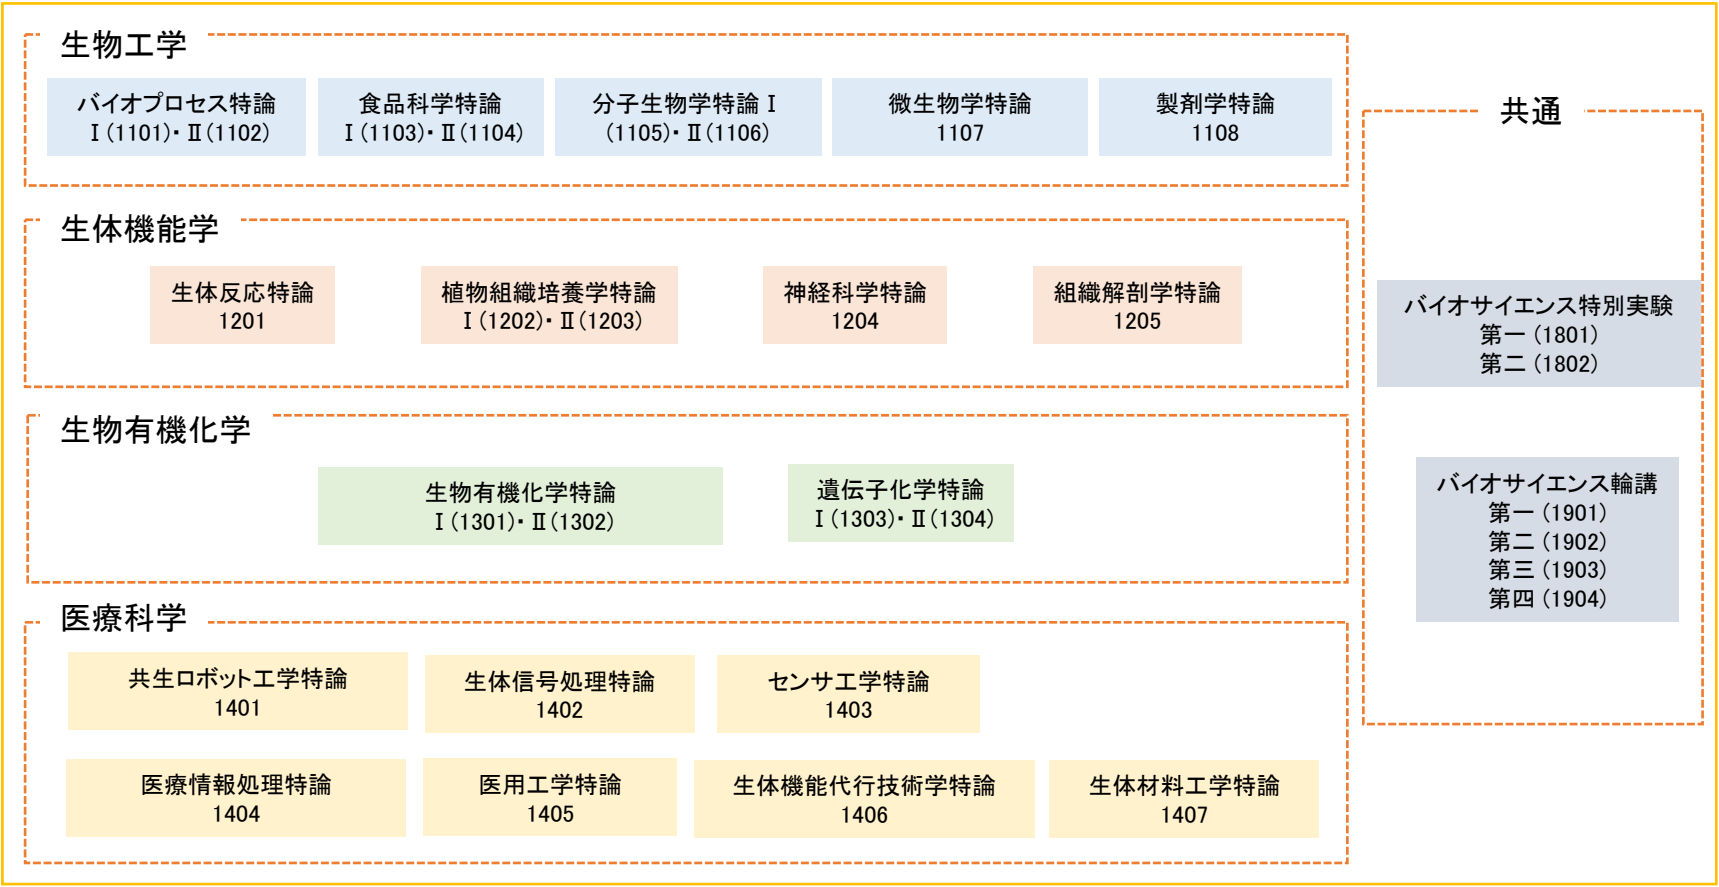 生物工学
バイオプロセス特論
Ⅰ(1101)・Ⅱ(1102)
食品科学特論
Ⅰ(1103)・Ⅱ(1104)
分子生物学特論Ⅰ
(1105)・Ⅱ(1106)
微生物学特論
1107
製剤学特論
1108
生体機能学
生体反応特論
1201
植物組織培養学特論
Ⅰ(1202)・Ⅱ(1203)
神経科学特論
1204
組織解剖学特論
1205
生物有機化学
生物有機化学特論
Ⅰ(1301)・Ⅱ(1302)
遺伝子化学特論
Ⅰ(1303)・Ⅱ(1304)
医療科学
共生ロボット工学特論
1401
生体信号処理特論
1402
センサ工学特論
1403
医療情報処理特論
1404
医用工学特論
1405
生体機能代行技術学特論
1406
生体材料工学特論
1407
共通
バイオサイエンス特別実験
第一(1801)
第二(1802)
バイオサイエンス輪講
第一(1901)
第二(1902)
第三(1903)
第四(1904)